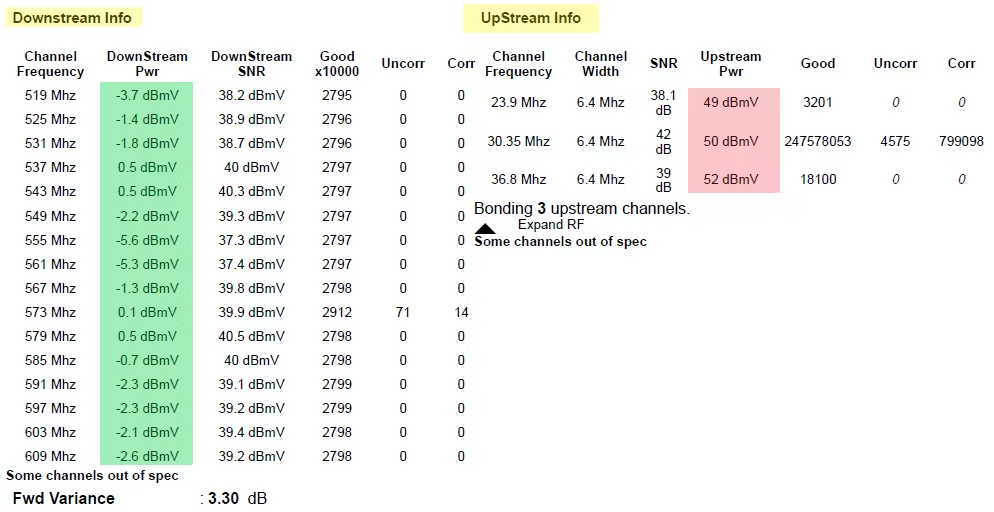 Downstream Info
Channel Frequency DownStream Pwr DownStream SNR Good x10000 Uncorr Corr
519 Mhz -3.7 dBmV 38.2 dBmV 2795 0 0
525 Mhz -1.4 dBmV 38.9 dBmV 2796 0 0
531 Mhz -1.8 dBmV 38.7 dBmV 2796 0 0
537 Mhz 0.5 dBmV 40 dBmV 2797 0 0
543 Mhz 0.5 dBmV 40.3 dBmV 2797 0 0
549 Mhz -2.2 dBmV 39.3 dBmV 2797 0 0
555 Mhz -5.6 dBmV 37.3 dBmV 2797 0 0
561 Mhz -5.3 dBmV 37.4 dBmV 2797 0 0
567 Mhz -1.3 dBmV 39.8 dBmV 2798 0 0
573 Mhz 0.1 dBmV 39.9 dBmV 2912 71 14
579 Mhz 0.5 dBmV 40.5 dBmV 2798 0 0
585 Mhz -0.7 dBmV 40 dBmV 2798 0 0
591 Mhz -2.3 dBmV 39.1 dBmV 2799 0 0
597 Mhz -2.3 dBmV 39.2 dBmV 2799 0 0
603 Mhz -2.1 dBmV 39.4 dBmV 2798 0 0
609 Mhz -2.6 dBmV 39.2 dBmV 2798 0 0
Some channels out of spec
Fwd Variance : 3.30 dB
UpStream Info
Channel Frequency Channel Width SNR Upstream Pwr Good Uncorr Corr
23.9 Mhz 6.4 Mhz 38.1 dB 49 dBmV 3201 0 0
30.35 Mhz 6.4 Mhz 42 dB 50 dBmV 247578053 4575 799098
36.8 Mhz 6.4 Mhz 39 dB 52 dBmV 18100 0 0
Bonding 3 upstream channels.
Expand RF
Some channels out of spec